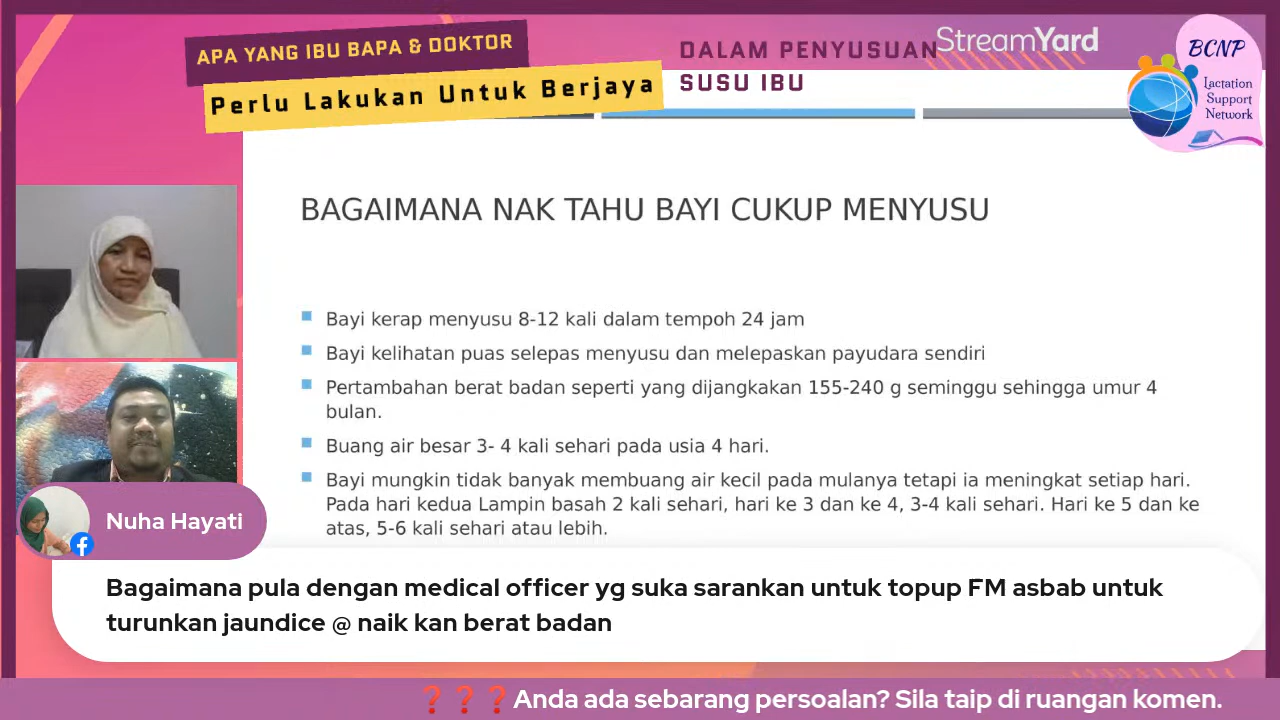 APA YANG IBU BAPA & DOKTOR
Perlu Lakukan Untuk Berjaya
DALAM PENYUSUAN
SUSU IBU
StreamYard
BCNP
Lactation
Support
Network
BAGAIMANA NAK TAHU BAYI CUKUP MENYUSU
Bayi kerap menyusu 8-12 kali dalam tempoh 24 jam
Bayi kelihatan puas selepas menyusu dan melepaskan payudara sendiri
Pertambahan berat badan seperti yang dijangkakan 155-240 g seminggu sehingga umur 4
bulan.
Buang air besar 3- 4 kali sehari pada usia 4 hari.
Bayi mungkin tidak banyak membuang air kecil pada mulanya tetapi ia meningkat setiap hari.
Pada hari kedua Lampin basah 2 kali sehari, hari ke 3 dan ke 4, 3-4 kali sehari. Hari ke 5 dan ke
atas, 5-6 kali sehari atau lebih.
Nuha Hayati
Bagaimana pula dengan medical officer yg suka sarankan untuk topup FM asbab untuk
turunkan jaundice @ naik kan berat badan
❓❓❓Anda ada sebarang persoalan? Sila taip di ruangan komen.